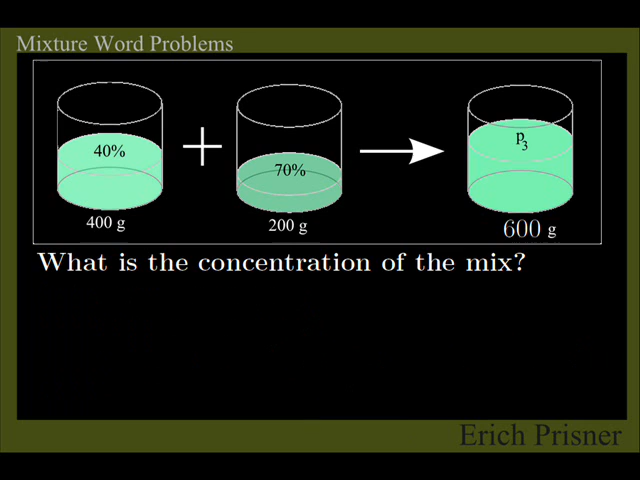 Mixture Word Problems
40%
70%
p3
400 g
200 g
600 g
What is the concentration of the mix?
Erich Prisner